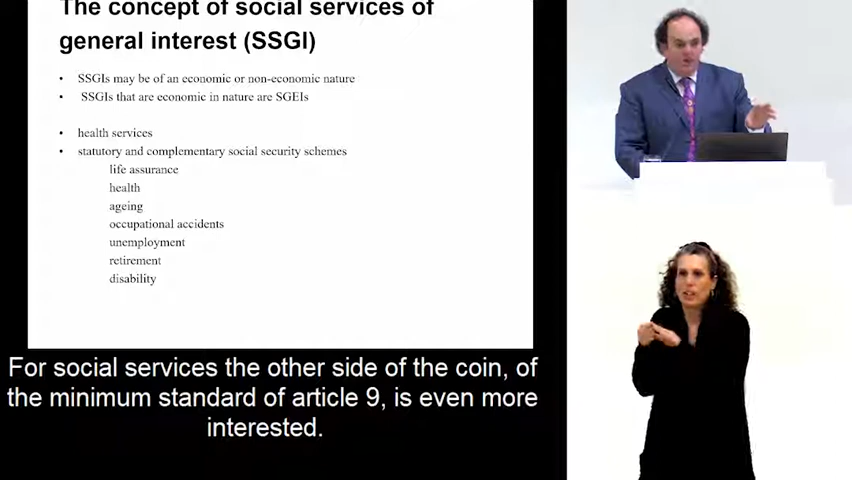 The concept of social services of
general interest (SSGI)
• SSGIs may be of an economic or non-economic nature
• SSGIs that are economic in nature are SGEIs
• health services
• statutory and complementary social security schemes
life assurance
health
ageing
occupational accidents
unemployment
retirement
disability
For social services the other side of the coin, of
the minimum standard of article 9, is even more
interested.